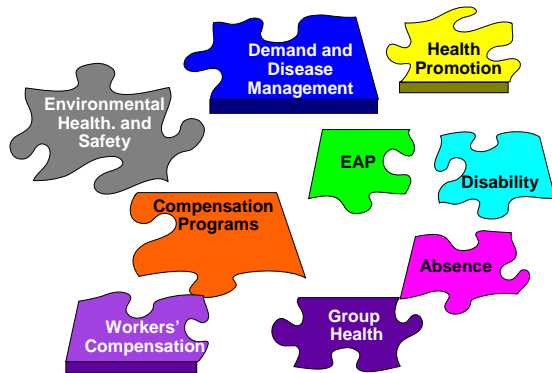 Demand and
Disease
Management
Health
Promotion
Environmental
Health. and
Safety
EAP
Disability
Compensation
Programs
Absence
Workers’
Compensation
Group
Health